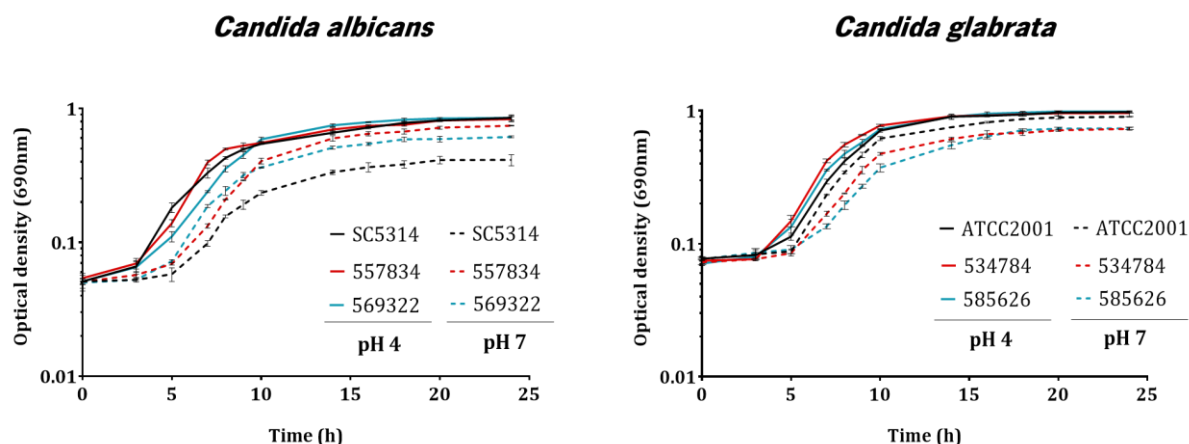 Candida albicans
Optical density (690nm)
1
0.1
0.01
0 5 10 15 20 25
Time (h)
SC5314 SC5314
557834 557834
569322 569322
pH 4 pH 7
Candida glabrata
Optical density (690nm)
1
0.1
0.01
0 5 10 15 20 25
Time (h)
ATCC2001 ATCC2001
534784 534784
585626 585626
pH 4 pH 7